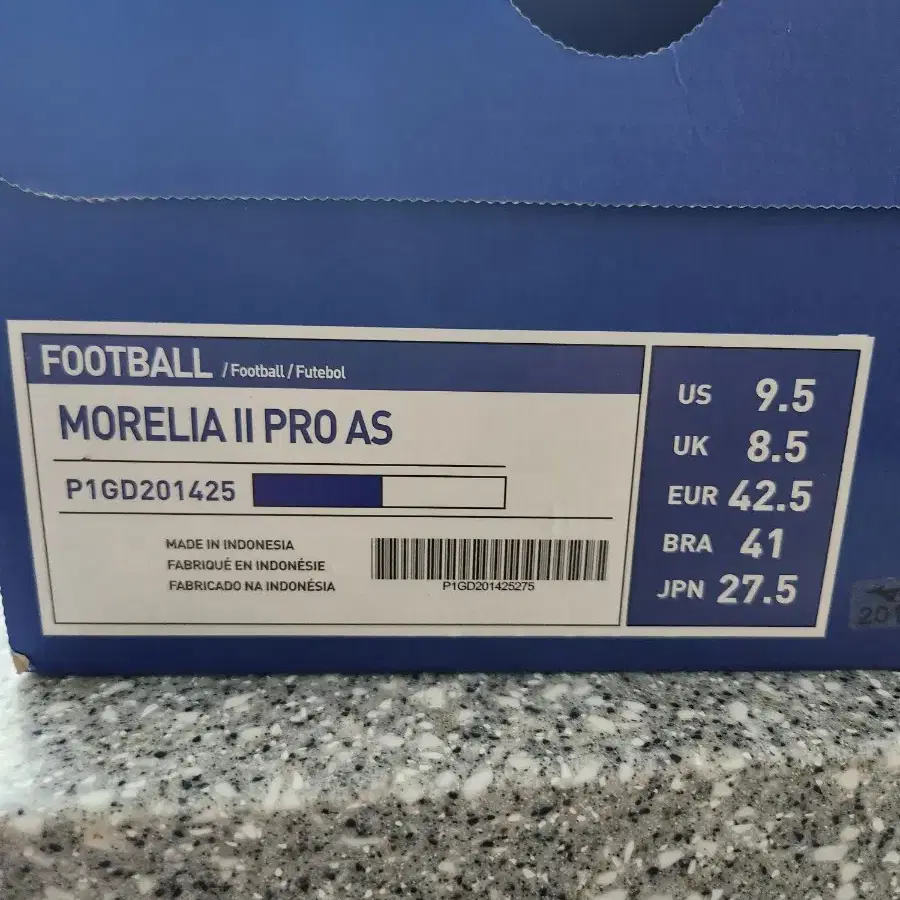 FOOTBALL / Football / Futebol
MORELIA II PRO AS
P1GD201425
MADE IN INDONESIA
FABRIQUÉ EN INDONÉSIE
FABRICADO NA INDONÉSIA
P1GD201425275
US 9.5
UK 8.5
EUR 42.5
BRA 41
JPN 27.5